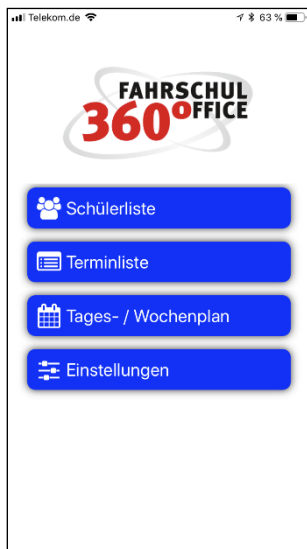 Telekom.de 63 %
FAHRSCHUL
360° OFFICE
Schülerliste
Terminliste
Tages- / Wochenplan
Einstellungen